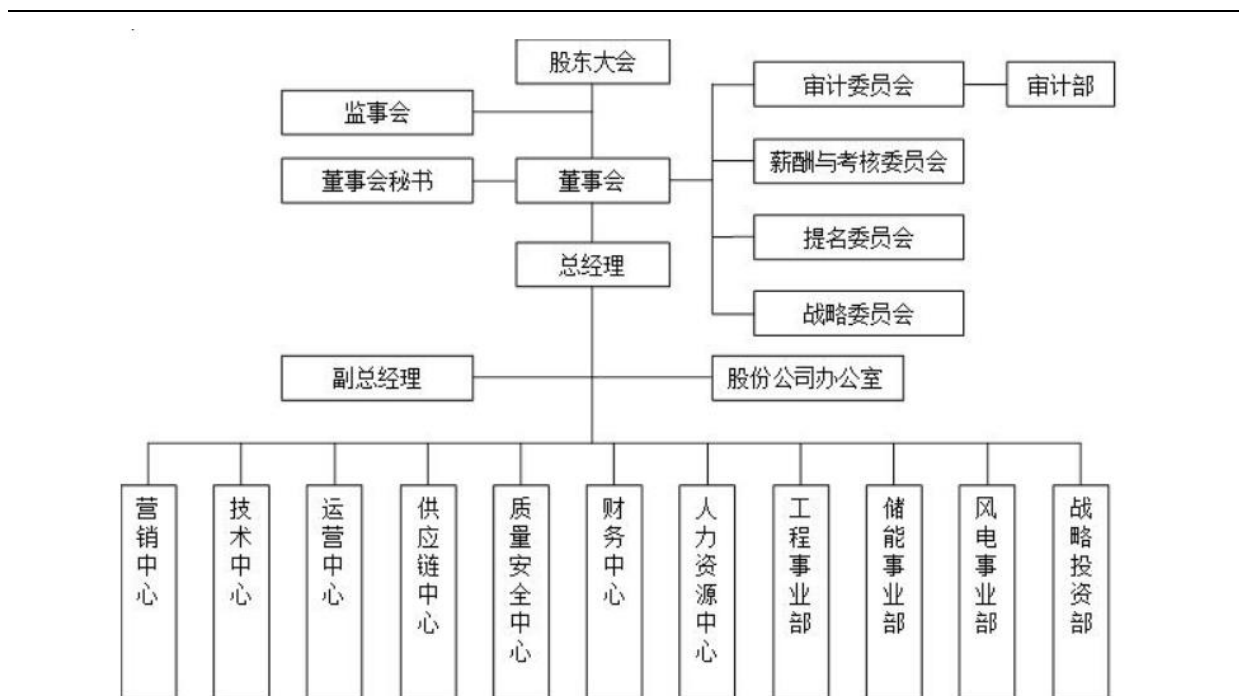 股东大会
监事会
审计委员会
审计部
董事会秘书
董事会
薪酬与考核委员会
总经理
提名委员会
战略委员会
副总经理
股份公司办公室
营销中心
技术中心
运营中心
供应链中心
质量安全中心
财务中心
人力资源中心
工程事业部
储能事业部
风电事业部
战略投资部